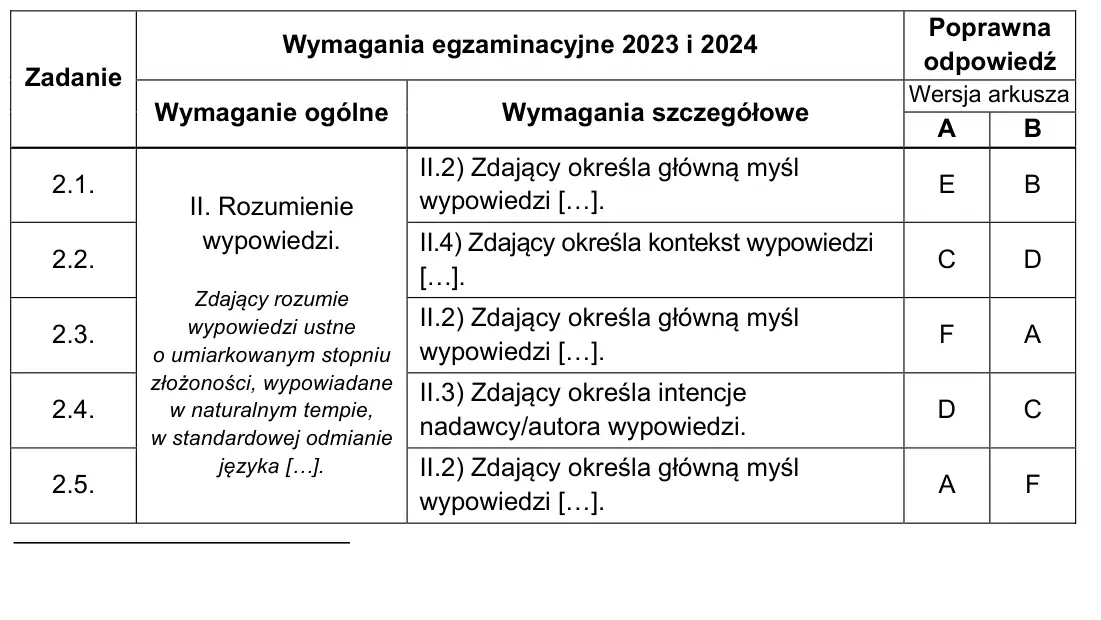 Zadanie
Wymagania egzaminacyjne 2023 i 2024
Poprawna
odpowiedź
Wymaganie ogólne
Wymagania szczegółowe
Wersja arkusza
A
B
2.1.
II. Rozumienie
wypowiedzi.
Zdający rozumie
wypowiedzi ustne
o umiarkowanym stopniu
złożoności, wypowiadane
w naturalnym tempie,
w standardowej odmianie
języka […].
II.2) Zdający określa główną myśl
wypowiedzi […].
E
B
2.2.
II.4) Zdający określa kontekst wypowiedzi
[…].
C
D
2.3.
II.2) Zdający określa główną myśl
wypowiedzi […].
F
A
2.4.
II.3) Zdający określa intencje
nadawcy/autora wypowiedzi.
D
C
2.5.
II.2) Zdający określa główną myśl
wypowiedzi […].
A
F